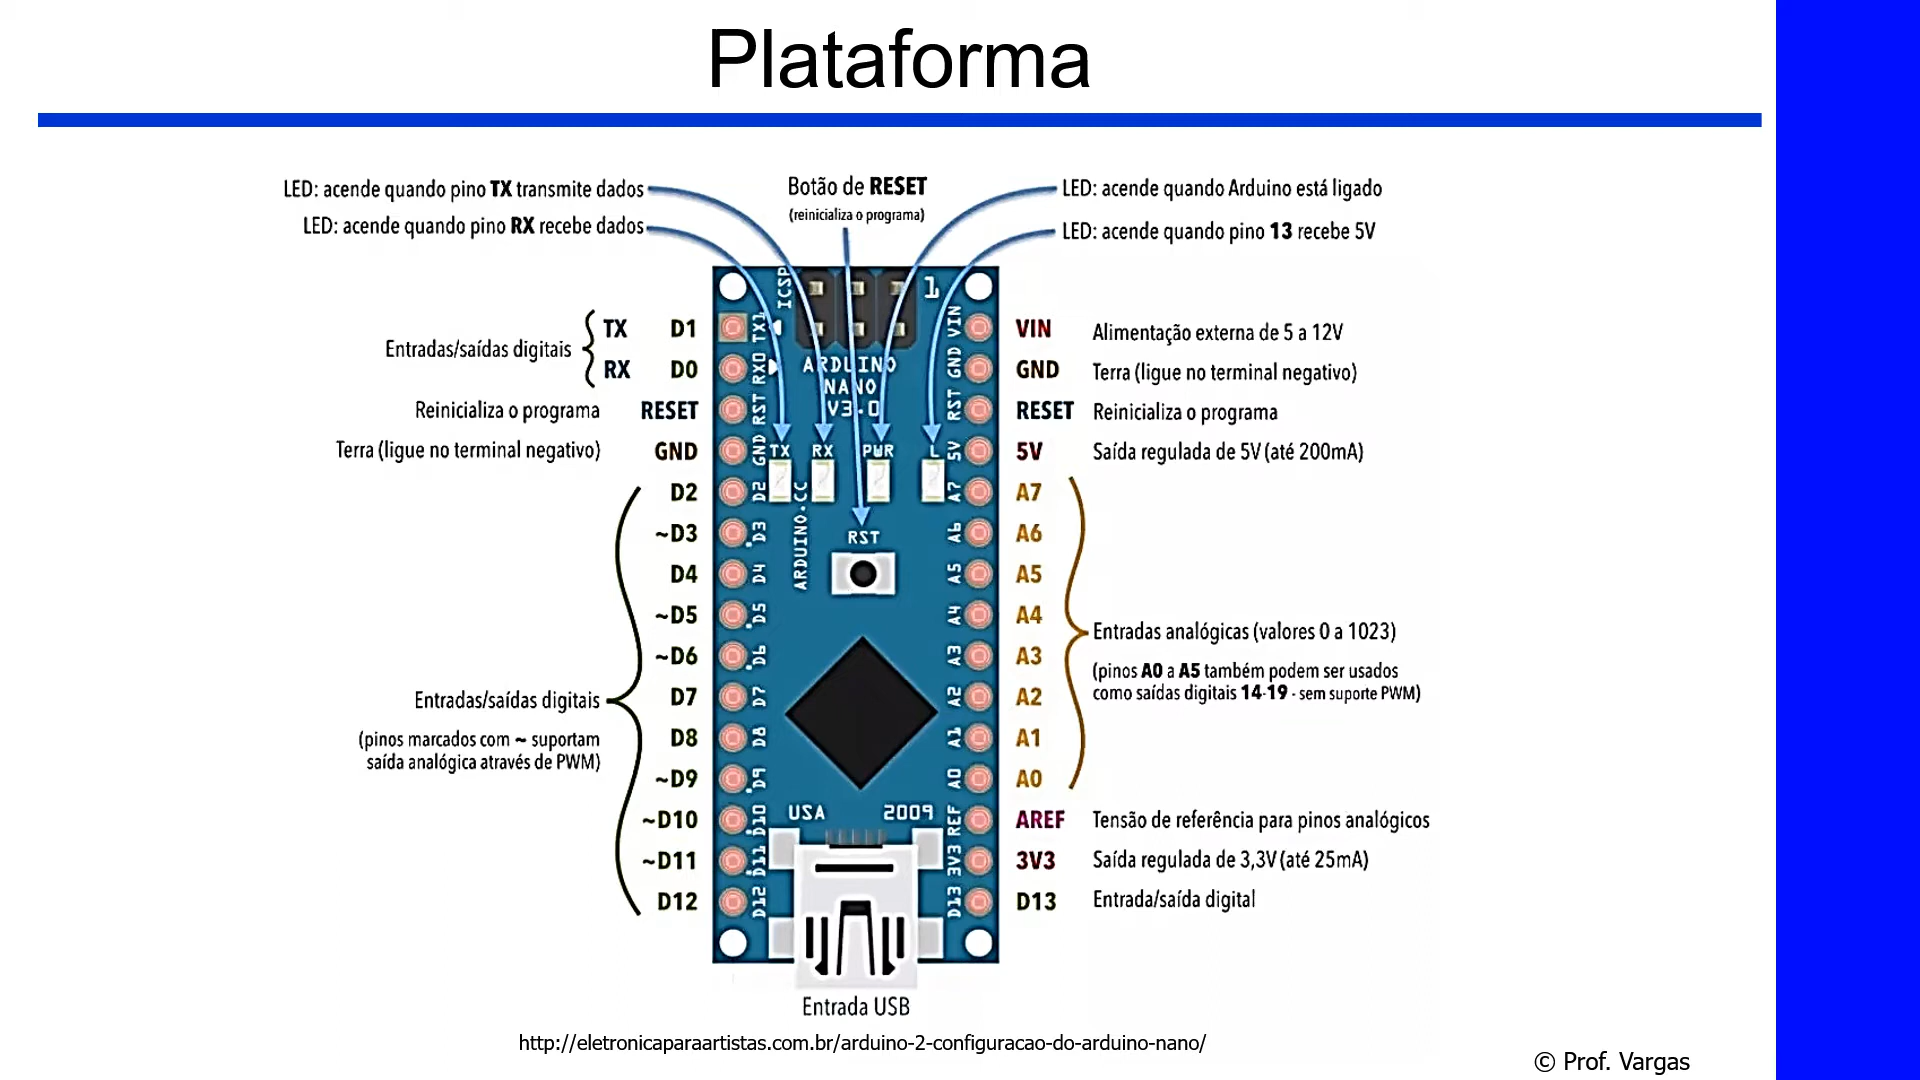 Plataforma
LED: acende quando pino TX transmite dados
LED: acende quando pino RX recebe dados
Botão de RESET
(reinicializa o programa)
LED: acende quando Arduino está ligado
LED: acende quando pino 13 recebe 5V
Entradas/saídas digitais
TX D1
RX D0
Reinicializa o programa RESET
Terra (ligue no terminal negativo) GND
D2
~D3
D4
~D5
~D6
D7
D8
~D9
~D10
~D11
D12
Entradas/saídas digitais
(pinos marcados com ~ suportam
saída analógica através de PWM)
ICSP
1
TX1
RX0
RST
GND
D2
D3
D4
D5
D6
D7
D8
D9
D10
D11
D12
ARDUINO
NANO
V3.0
TX RX PWR L
ARDUINO.CC
RST
USA 2009
VIN
GND
RST
5V
A7
A6
A5
A4
A3
A2
A1
A0
REF
3V3
D13
VIN Alimentação externa de 5 a 12V
GND Terra (ligue no terminal negativo)
RESET Reinicializa o programa
5V Saída regulada de 5V (até 200mA)
A7
A6
A5
A4
A3
A2
A1
A0
Entradas analógicas (valores 0 a 1023)
(pinos A0 a A5 também podem ser usados
como saídas digitais 14-19 - sem suporte PWM)
AREF Tensão de referência para pinos analógicos
3V3 Saída regulada de 3,3V (até 25mA)
D13 Entrada/saída digital
Entrada USB
http://eletronicaparaartistas.com.br/arduino-2-configuracao-do-arduino-nano/
© Prof. Vargas